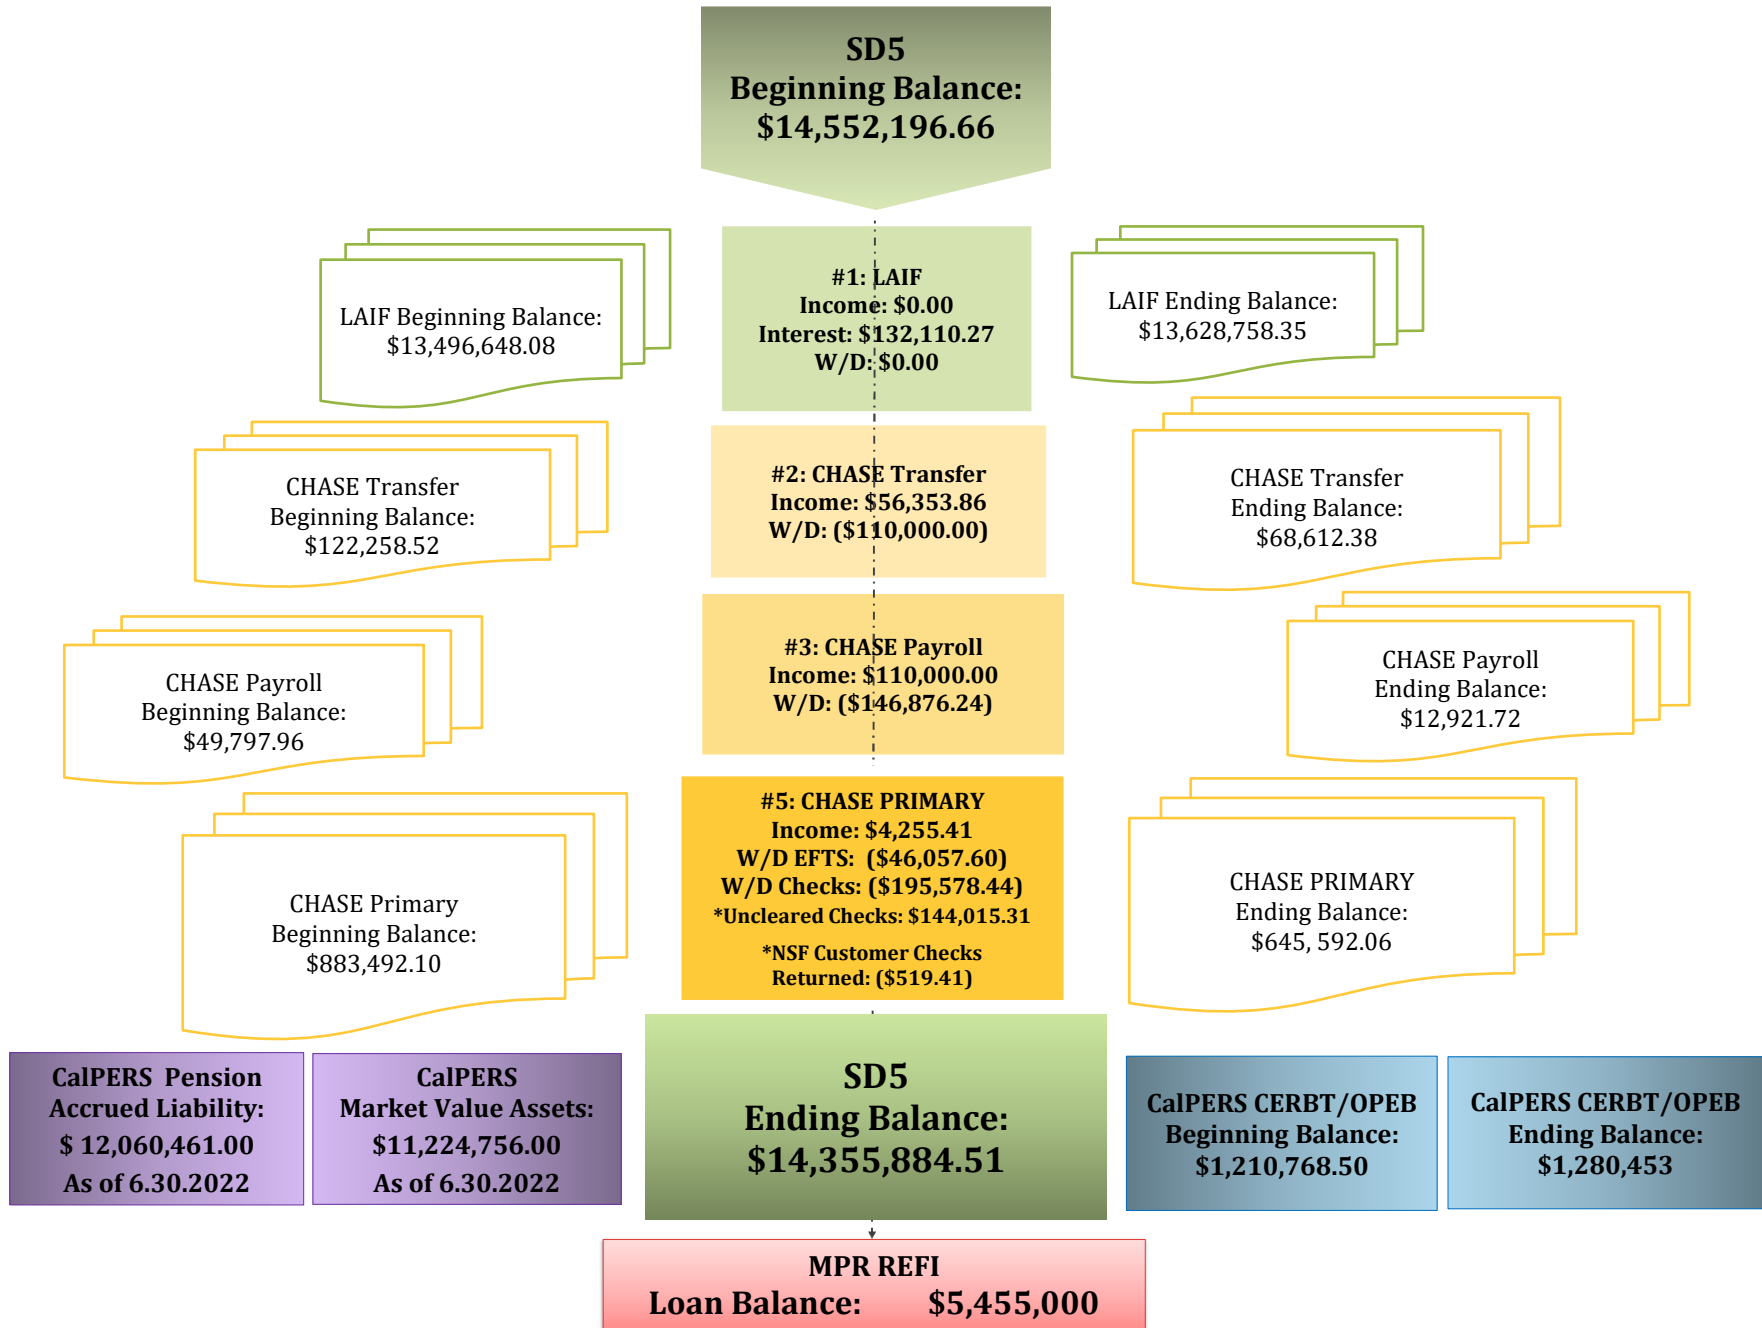 SD5
Beginning Balance:
$14,552,196.66
LAIF Beginning Balance:
$13,496,648.08
#1: LAIF
Income: $0.00
Interest: $132,110.27
W/D: $0.00
LAIF Ending Balance:
$13,628,758.35
CHASE Transfer
Beginning Balance:
$122,258.52
#2: CHASE Transfer
Income: $56,353.86
W/D: ($110,000.00)
CHASE Transfer
Ending Balance:
$68,612.38
CHASE Payroll
Beginning Balance:
$49,797.96
#3: CHASE Payroll
Income: $110,000.00
W/D: ($146,876.24)
CHASE Payroll
Ending Balance:
$12,921.72
CHASE Primary
Beginning Balance:
$883,492.10
#5: CHASE PRIMARY
Income: $4,255.41
W/D EFTS:  ($46,057.60)
W/D Checks: ($195,578.44)
*Uncleared Checks: $144,015.31
*NSF Customer Checks
Returned: ($519.41)
CHASE PRIMARY
Ending Balance:
$645, 592.06
CalPERS  Pension
Accrued Liability:
$ 12,060,461.00
As of 6.30.2022
CalPERS
Market Value Assets:
$11,224,756.00
As of 6.30.2022
SD5
Ending Balance:
$14,355,884.51
CalPERS CERBT/OPEB
Beginning Balance:
$1,210,768.50
CalPERS CERBT/OPEB
Ending Balance:
$1,280,453
MPR REFI
Loan Balance: $5,455,000